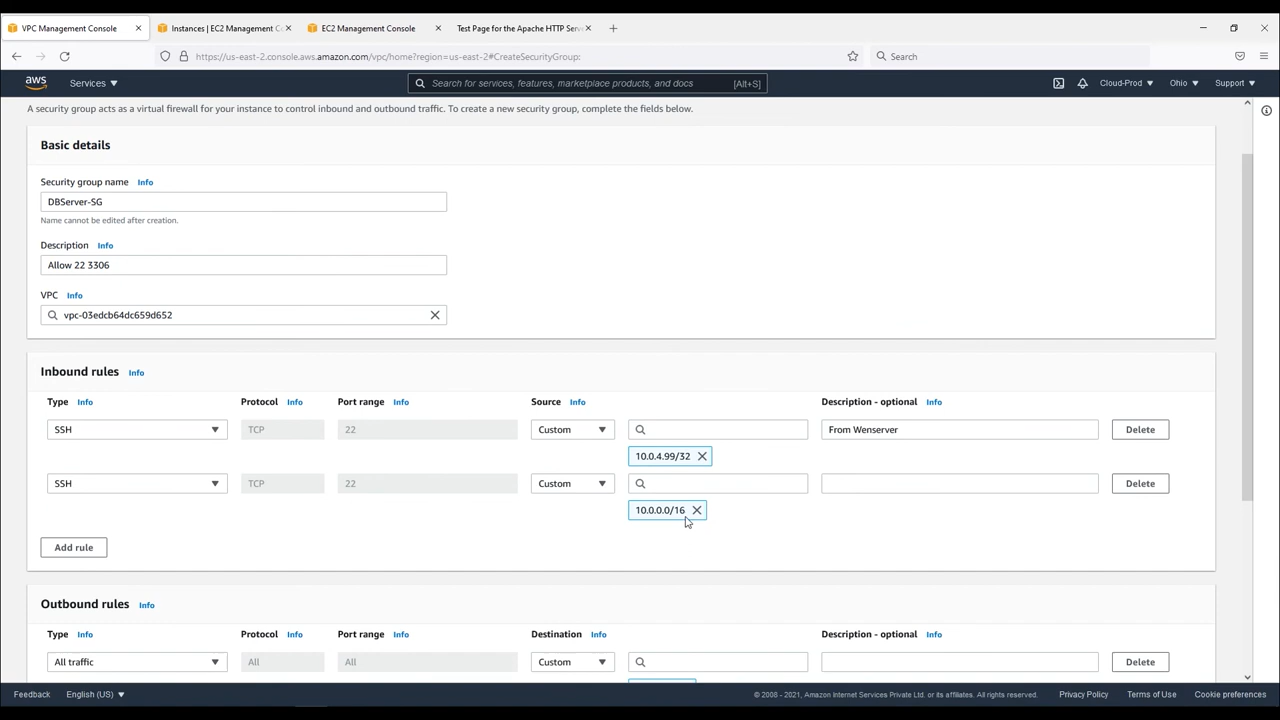 VPC Management Console
Instances | EC2 Management C
EC2 Management Console
Test Page for the Apache HTTP Serv
https://us-east-2.console.aws.amazon.com/vpc/home?region=us-east-2#CreateSecurityGroup:
Search
aws
Services
Search for services, features, marketplace products, and docs
[Alt+S]
Cloud-Prod
Ohio
Support
A security group acts as a virtual firewall for your instance to control inbound and outbound traffic. To create a new security group, complete the fields below.
Basic details
Security group name Info
DBServer-SG
Name cannot be edited after creation.
Description Info
Allow 22 3306
VPC Info
vpc-03edcb64dc659d652
Inbound rules Info
Type Info Protocol Info Port range Info Source Info Description - optional Info
SSH TCP 22 Custom From Wenserver Delete
10.0.4.99/32
SSH TCP 22 Custom Delete
10.0.0.0/16
Add rule
Outbound rules Info
Type Info Protocol Info Port range Info Destination Info Description - optional Info
All traffic All All Custom Delete
Feedback English (US) © 2008 - 2021, Amazon Internet Services Private Ltd. or its affiliates. All rights reserved. Privacy Policy Terms of Use Cookie preferences